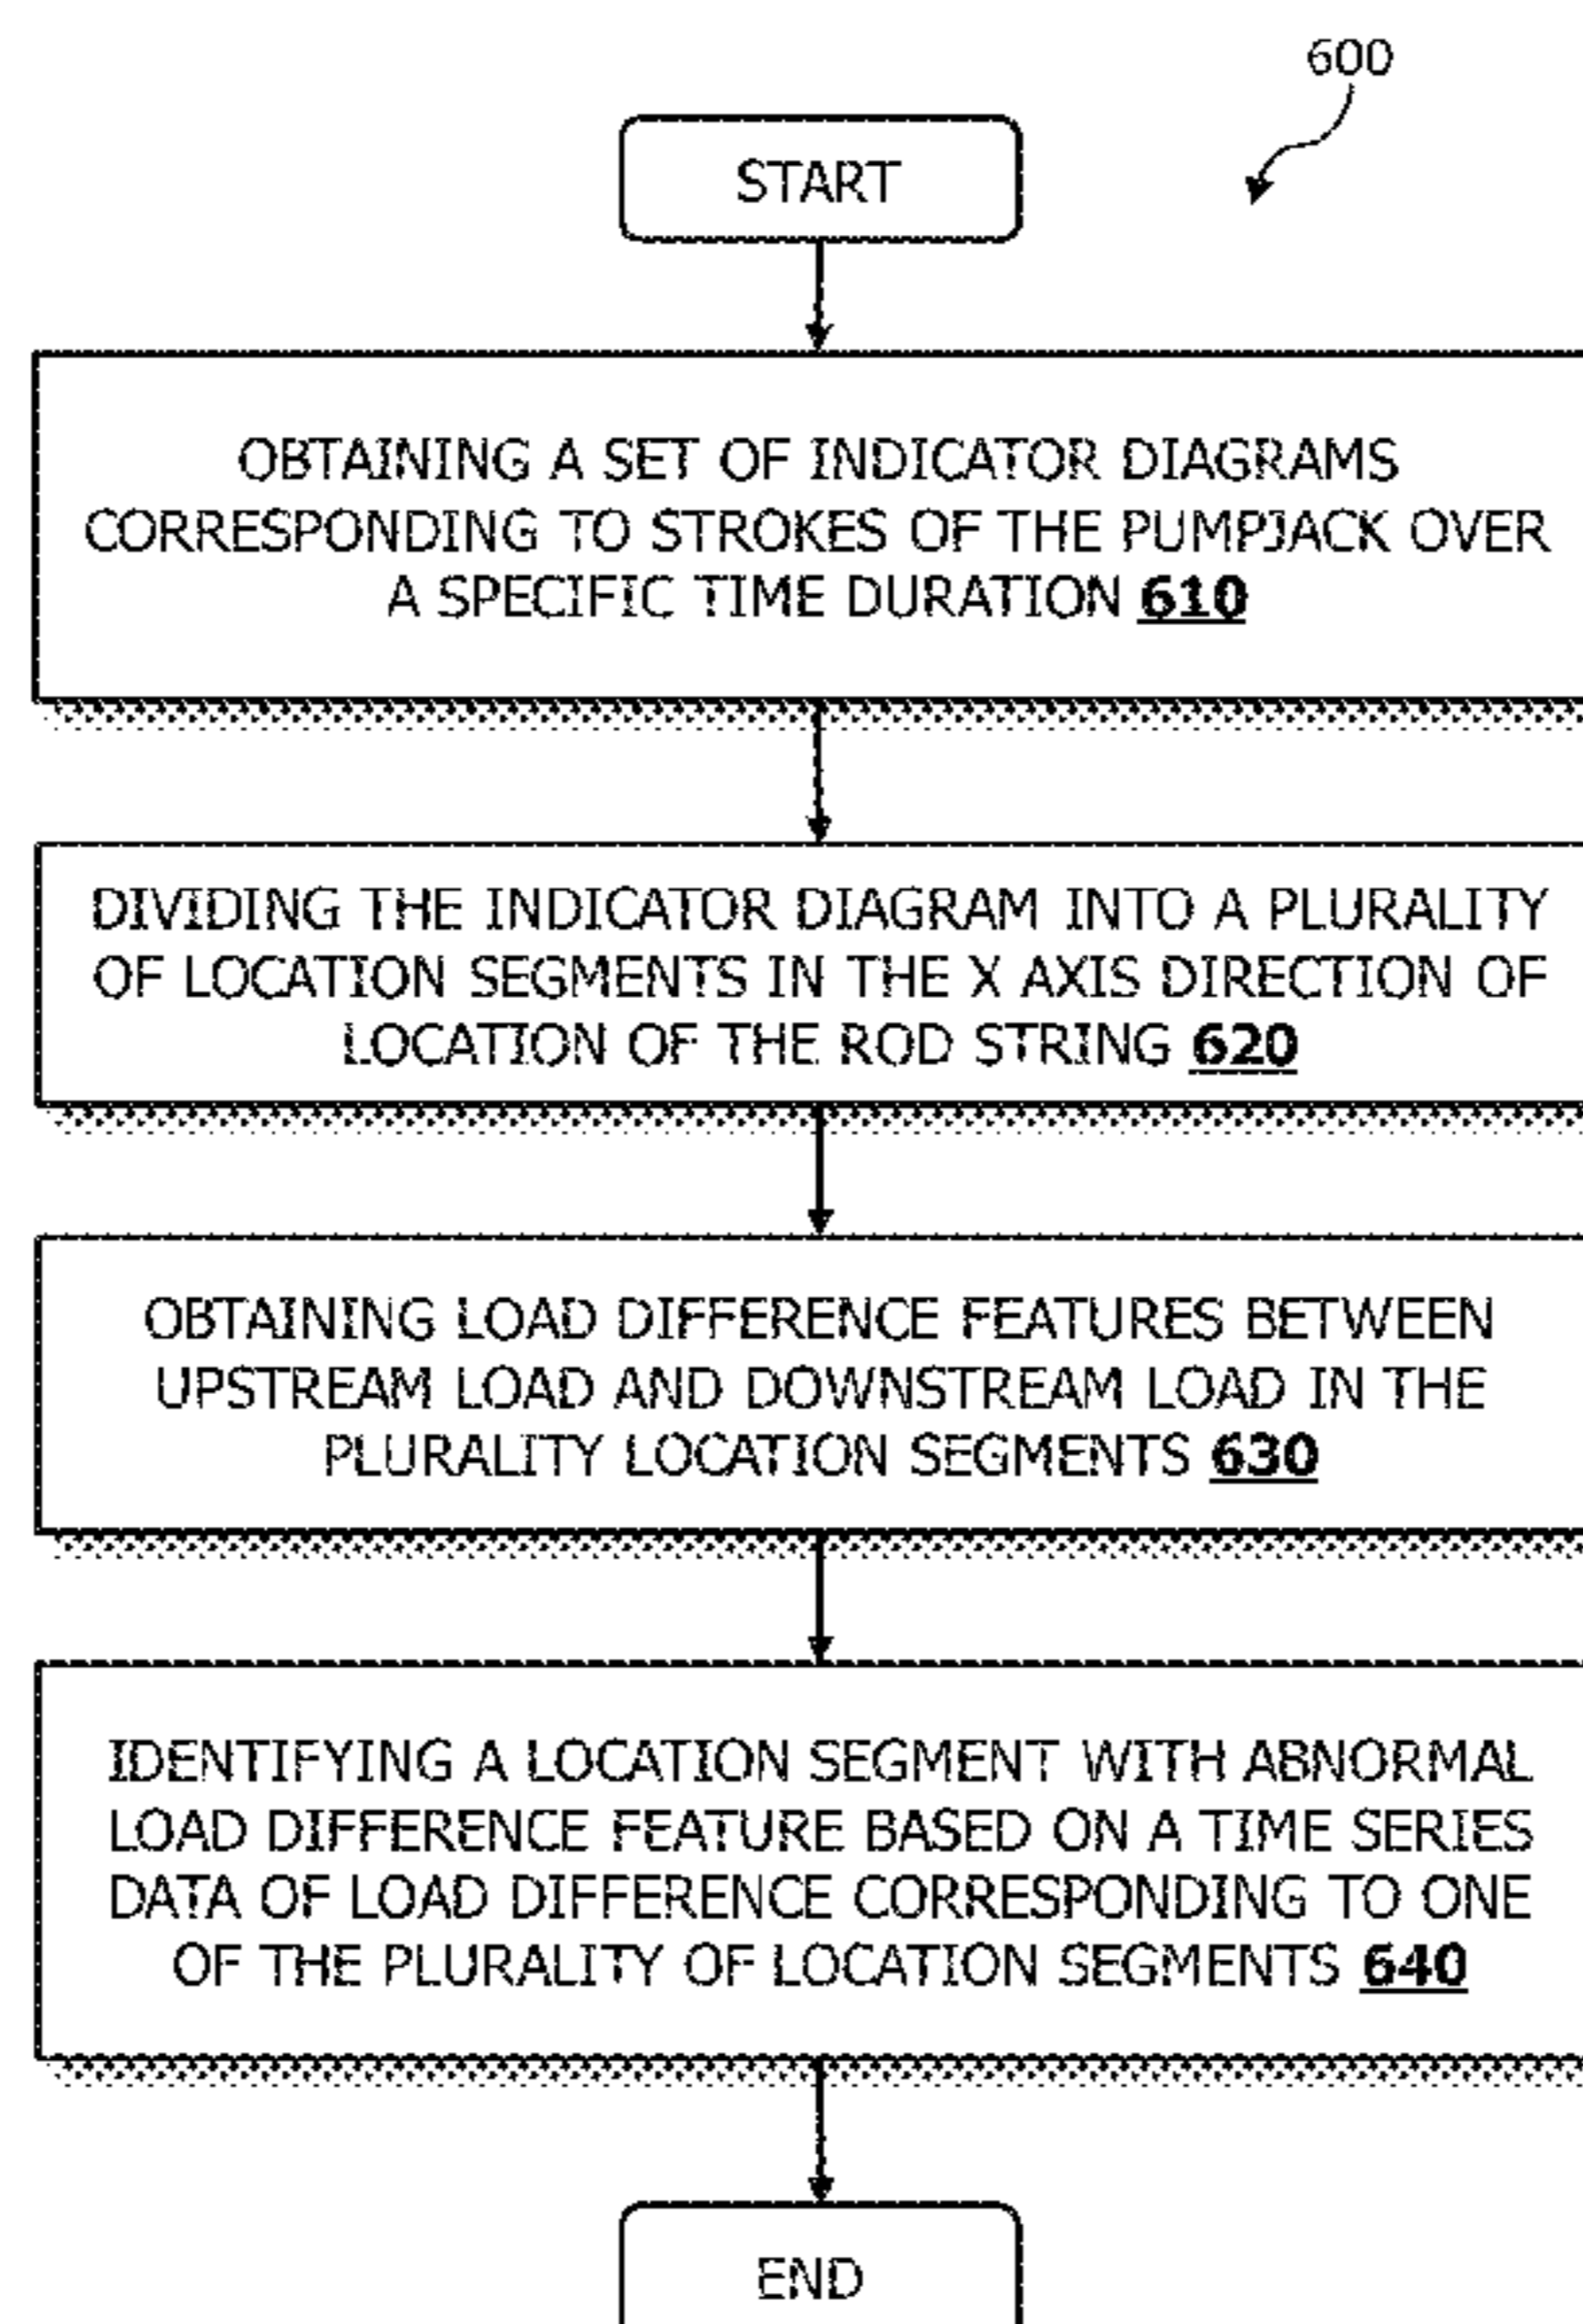 600
START
OBTAINING A SET OF INDICATOR DIAGRAMS
CORRESPONDING TO STROKES OF THE PUMPJACK OVER
A SPECIFIC TIME DURATION 610
DIVIDING THE INDICATOR DIAGRAM INTO A PLURALITY
OF LOCATION SEGMENTS IN THE X AXIS DIRECTION OF
LOCATION OF THE ROD STRING 620
OBTAINING LOAD DIFFERENCE FEATURES BETWEEN
UPSTREAM LOAD AND DOWNSTREAM LOAD IN THE
PLURALITY LOCATION SEGMENTS 630
IDENTIFYING A LOCATION SEGMENT WITH ABNORMAL
LOAD DIFFERENCE FEATURE BASED ON A TIME SERIES
DATA OF LOAD DIFFERENCE CORRESPONDING TO ONE
OF THE PLURALITY OF LOCATION SEGMENTS 640
END